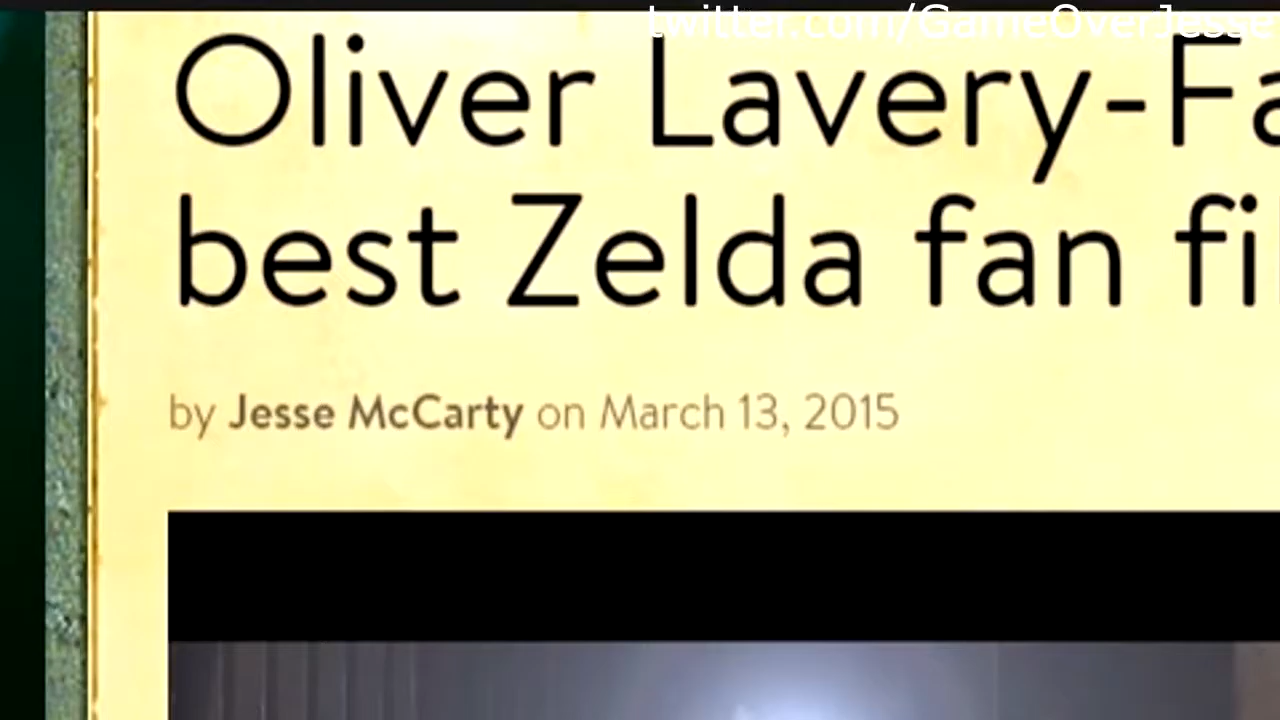 twitter.com/GameOverJesse
Oliver Lavery-Fa
best Zelda fan fi
by Jesse McCarty on March 13, 2015